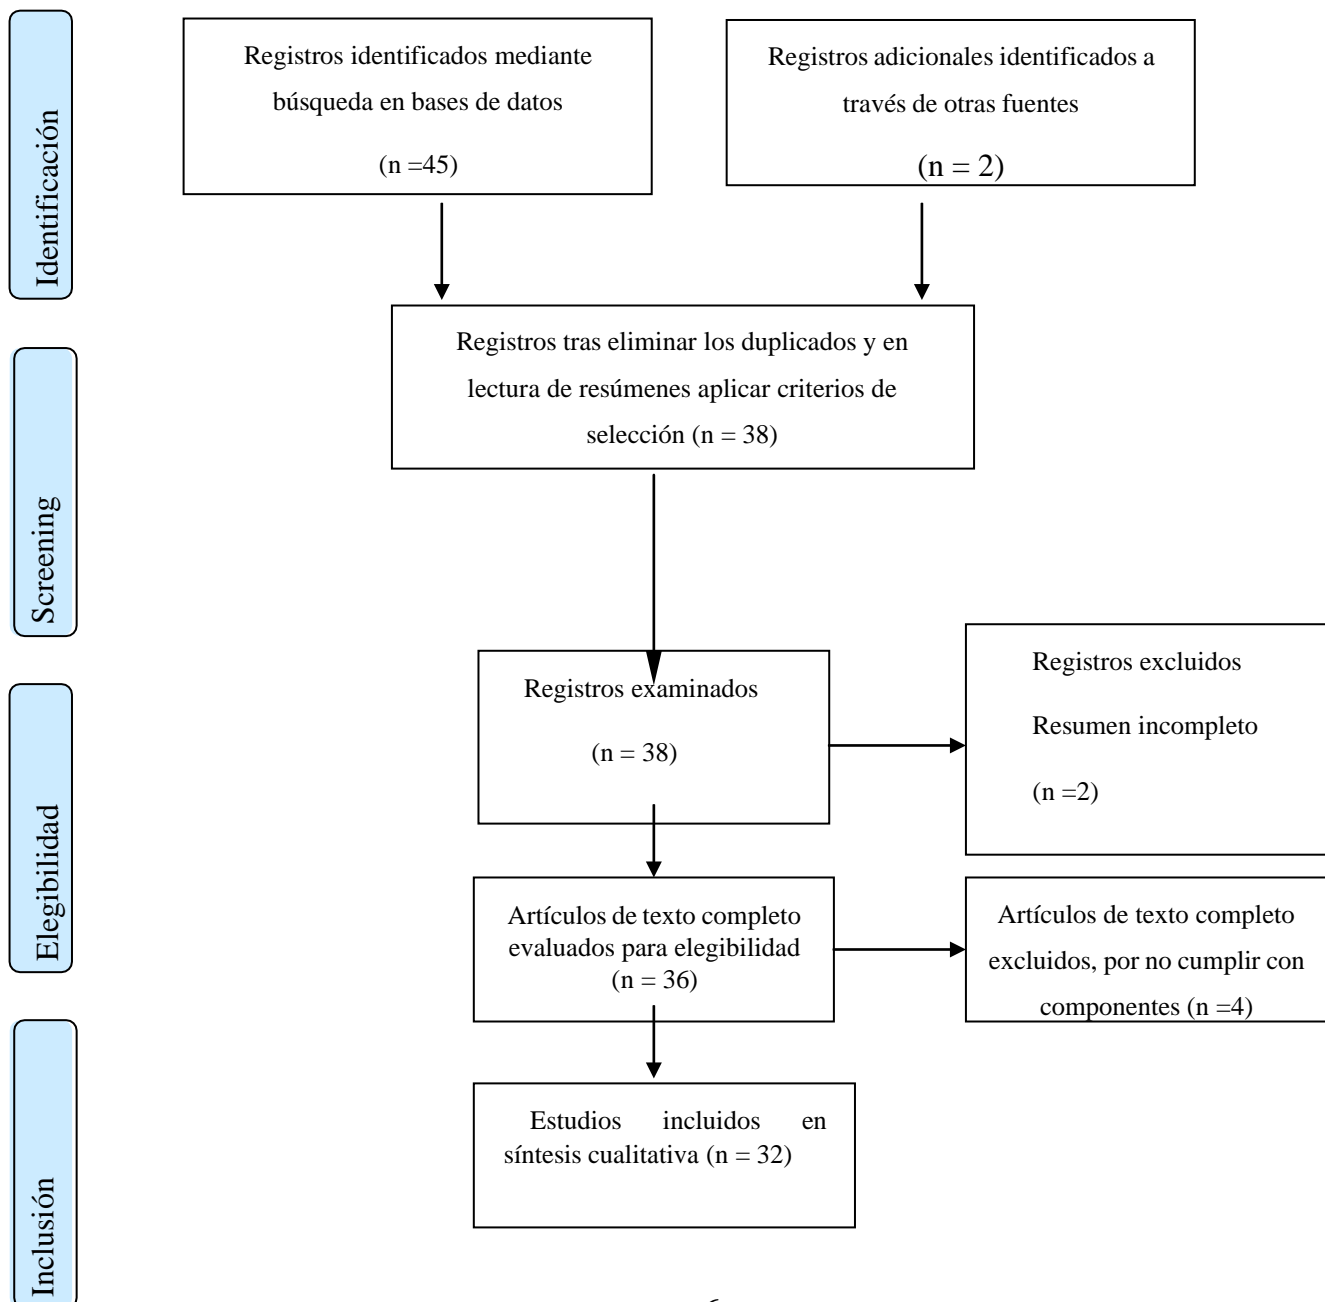 Identificación
Registros identificados mediante
búsqueda en bases de datos
(n =45)
Registros adicionales identificados a
través de otras fuentes
(n = 2)
Screening
Registros tras eliminar los duplicados y en
lectura de resúmenes aplicar criterios de
selección (n = 38)
Elegibilidad
Registros examinados
(n = 38)
Registros excluidos
Resumen incompleto
(n =2)
Artículos de texto completo
evaluados para elegibilidad
(n = 36)
Artículos de texto completo
excluidos, por no cumplir con
componentes (n =4)
Inclusión
Estudios incluidos en
síntesis cualitativa (n = 32)